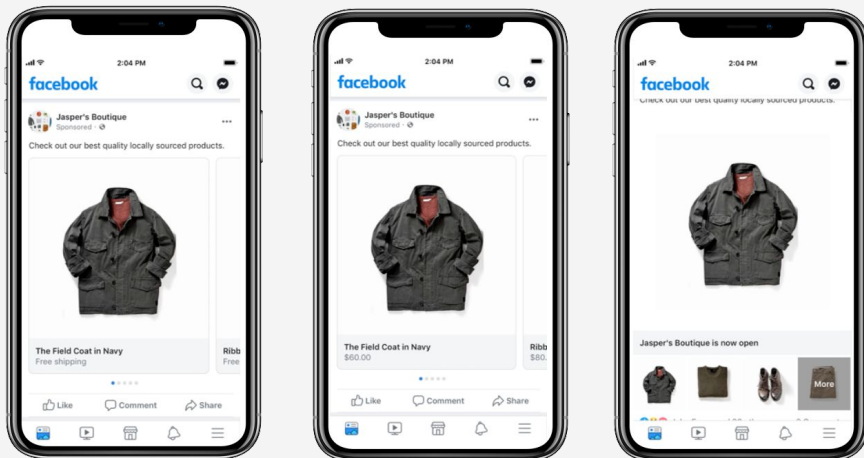 2:04 PM
facebook
Jasper's Boutique
Sponsored ·
Check out our best quality locally sourced products.
The Field Coat in Navy
Free shipping
Ribb
Free
Like
Comment
Share
2:04 PM
facebook
Jasper's Boutique
Sponsored ·
Check out our best quality locally sourced products.
The Field Coat in Navy
$60.00
Ribb
$80.
Like
Comment
Share
2:04 PM
facebook
Check out our best quality locally sourced products.
Jasper's Boutique is now open
More